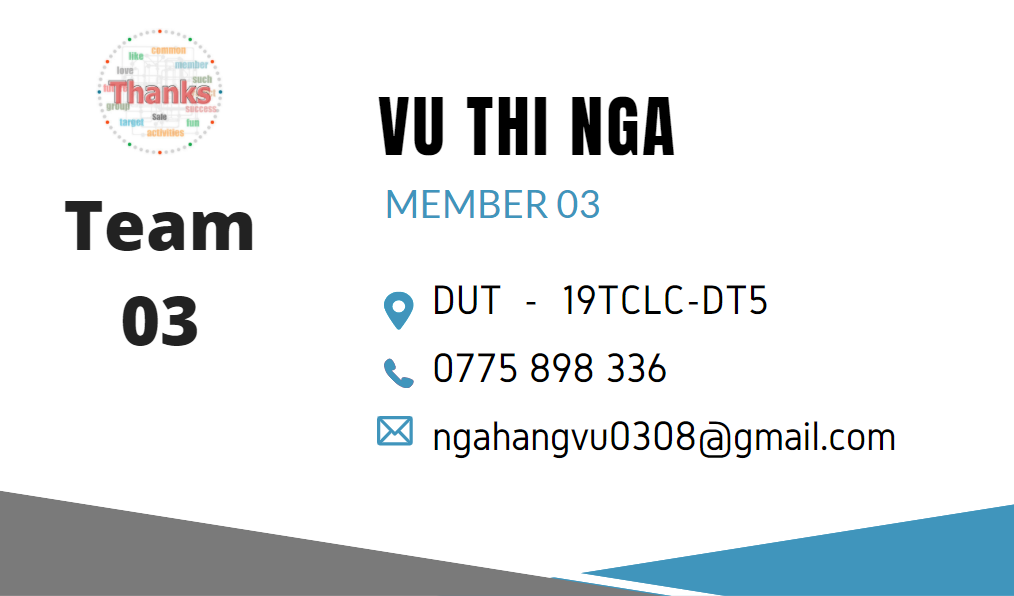 like
common
member
love
such
Thanks
group
success
Sale
target
fun
activities
Team
03
VU THI NGA
MEMBER 03
DUT - 19TCLC-DT5
0775 898 336
ngahangvu0308@gmail.com